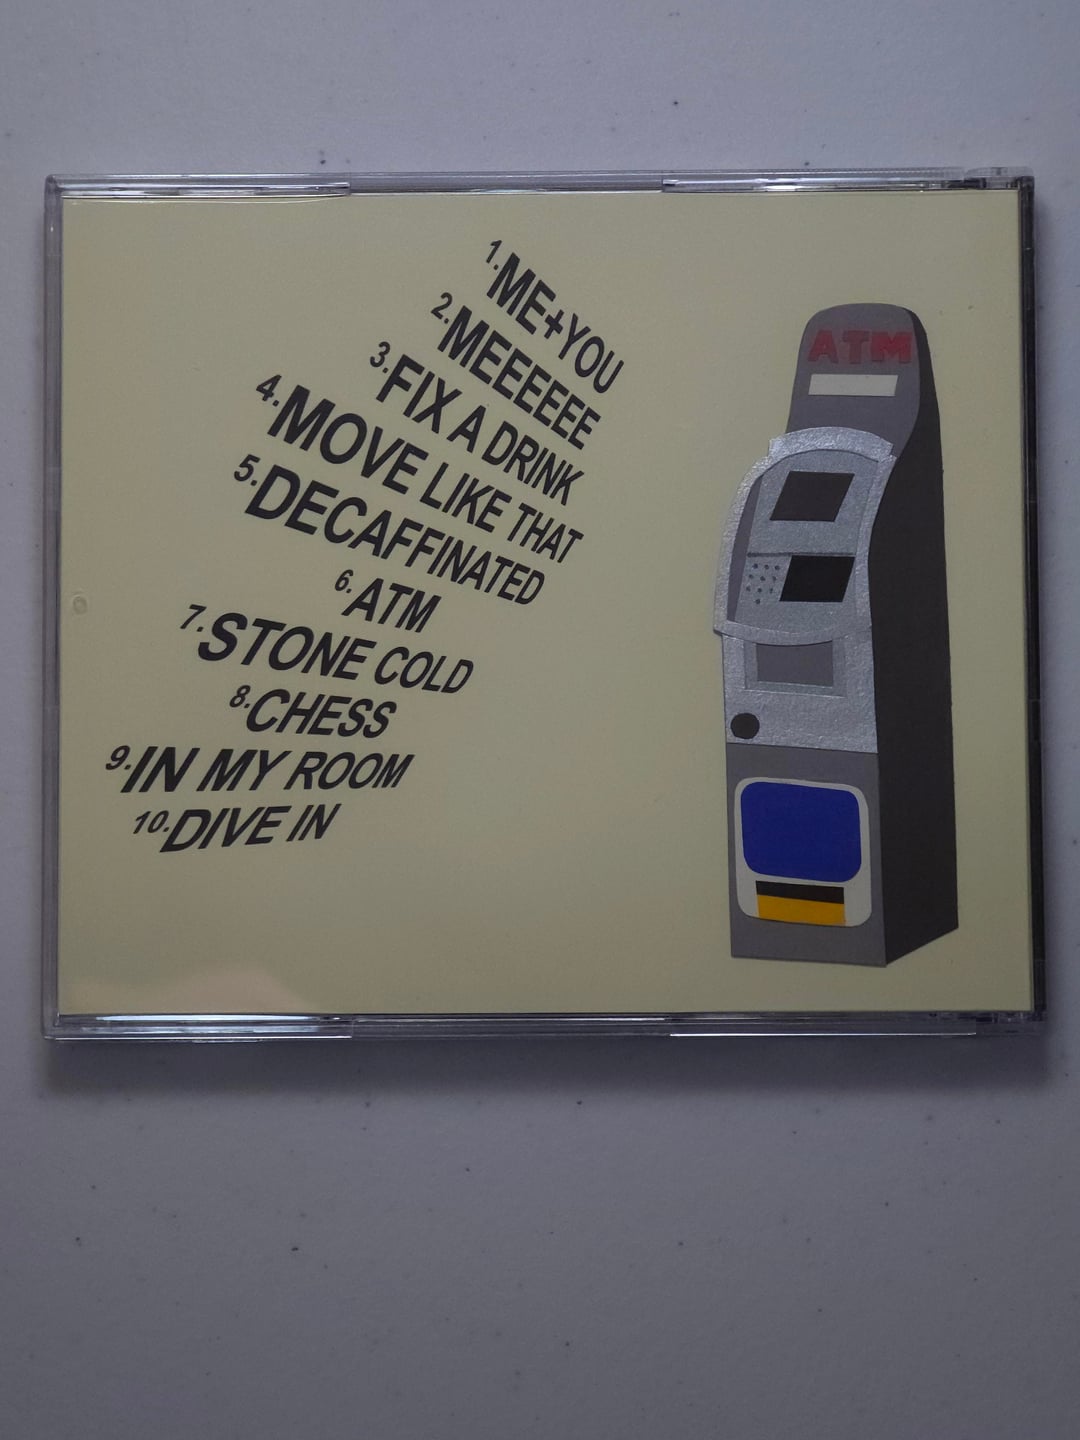 1. ME+YOU
2. MEEEEEE
3. FIX A DRINK
4. MOVE LIKE THAT
5. DECAFFINATED
6. ATM
7. STONE COLD
8. CHESS
9. IN MY ROOM
10. DIVE IN
ATM